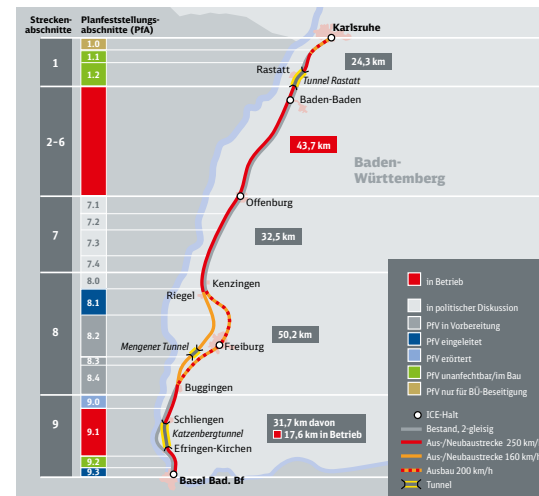 Strecken-
abschnitte
Planfeststellungs-
abschnitte (PfA)
Karlsruhe
1.0
1.1
1
1.2
24,3 km
Rastatt
Tunnel Rastatt
Baden-Baden
2–6
43,7 km
Baden-
Württemberg
Offenburg
7.1
7.2
7
7.3
7.4
32,5 km
8.0
Kenzingen
Riegel
8.1
in Betrieb
in politischer Diskussion
8
8.2
50,2 km
PfV in Vorbereitung
Mengener Tunnel
Freiburg
PfV eingeleitet
8.3
PfV erörtert
8.4
PfV unanfechtbar/im Bau
Buggingen
PfV nur für BÜ-Beseitigung
9.0
ICE-Halt
9
9.1
Schliengen
Katzenbergtunnel
Efringen-Kirchen
31,7 km davon
17,6 km in Betrieb
Bestand, 2-gleisig
Aus-/Neubaustrecke 250 km/h
Aus-/Neubaustrecke 160 km/h
9.2
Ausbau 200 km/h
9.3
Basel Bad. Bf
Tunnel